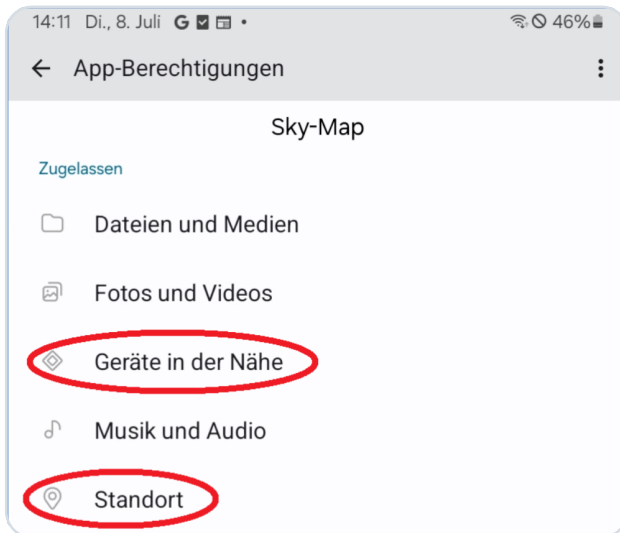 14:11 Di., 8. Juli G 46%
App-Berechtigungen
Sky-Map
Zugelassen
Dateien und Medien
Fotos und Videos
Geräte in der Nähe
Musik und Audio
Standort